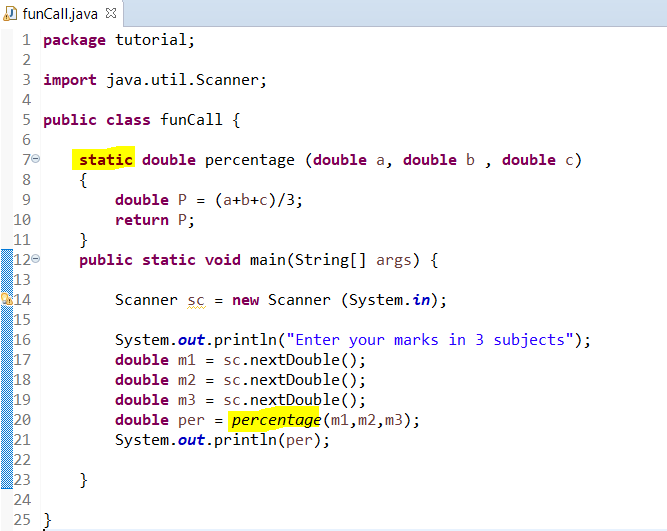 funCall.java
1 package tutorial;
2
3 import java.util.Scanner;
4
5 public class funCall {
6
7 static double percentage (double a, double b , double c)
8 {
9 double P = (a+b+c)/3;
10 return P;
11 }
12 public static void main(String[] args) {
13
14 Scanner sc = new Scanner (System.in);
15
16 System.out.println("Enter your marks in 3 subjects");
17 double m1 = sc.nextDouble();
18 double m2 = sc.nextDouble();
19 double m3 = sc.nextDouble();
20 double per = percentage(m1,m2,m3);
21 System.out.println(per);
22
23 }
24
25 }